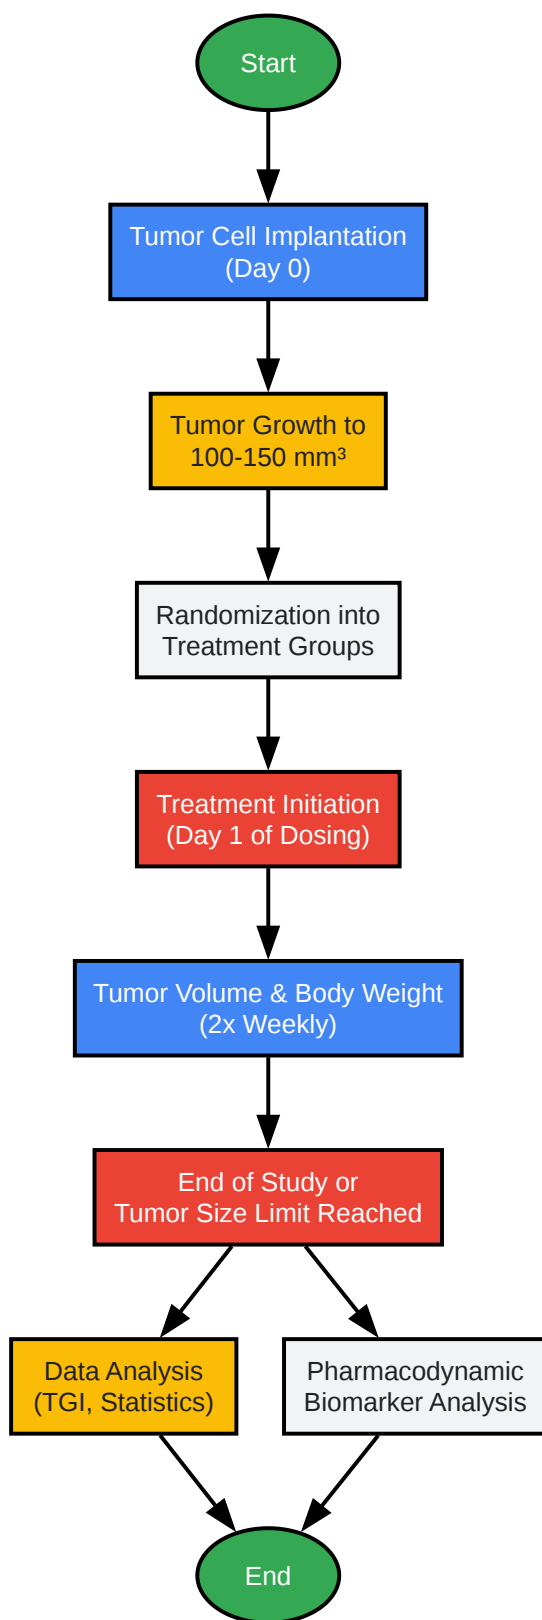 Start
Tumor Cell Implantation
(Day 0)
Tumor Growth to
100-150 mm³
Randomization into
Treatment Groups
Treatment Initiation
(Day 1 of Dosing)
Tumor Volume & Body Weight
(2x Weekly)
End of Study or
Tumor Size Limit Reached
Data Analysis
(TGI, Statistics)
Pharmacodynamic
Biomarker Analysis
End